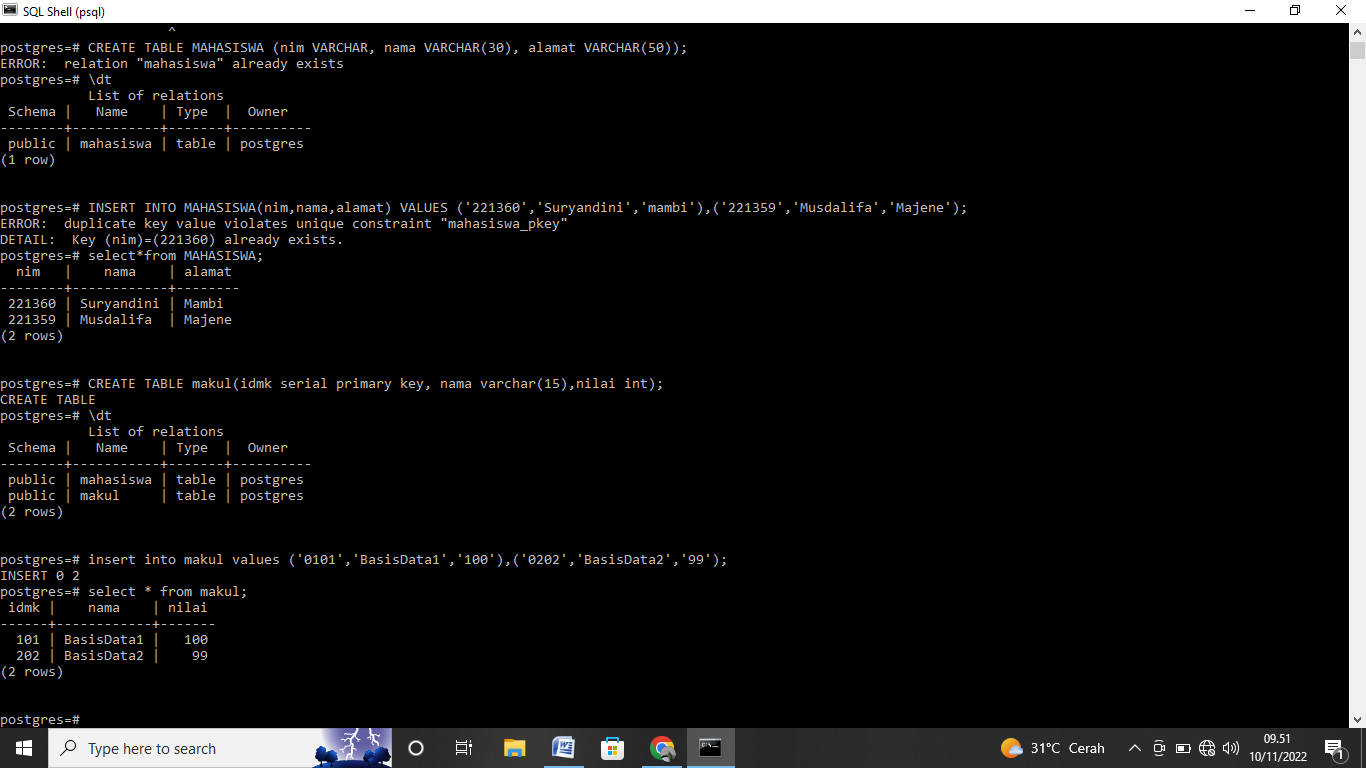 SQL Shell (psql)
^
postgres=# CREATE TABLE MAHASISWA (nim VARCHAR, nama VARCHAR(30), alamat VARCHAR(50));
ERROR:  relation "mahasiswa" already exists
postgres=# \dt
           List of relations
 Schema |   Name    | Type  |  Owner
--------+-----------+-------+----------
 public | mahasiswa | table | postgres
(1 row)
postgres=# INSERT INTO MAHASISWA(nim,nama,alamat) VALUES ('221360','Suryandini','mambi'),('221359','Musdalifa','Majene');
ERROR:  duplicate key value violates unique constraint "mahasiswa_pkey"
DETAIL:  Key (nim)=(221360) already exists.
postgres=# select*from MAHASISWA;
  nim   |    nama    | alamat
--------+------------+--------
 221360 | Suryandini | Mambi
 221359 | Musdalifa  | Majene
(2 rows)
postgres=# CREATE TABLE makul(idmk serial primary key, nama varchar(15),nilai int);
CREATE TABLE
postgres=# \dt
           List of relations
 Schema |   Name    | Type  |  Owner
--------+-----------+-------+----------
 public | mahasiswa | table | postgres
 public | makul     | table | postgres
(2 rows)
postgres=# insert into makul values ('0101','BasisData1','100'),('0202','BasisData2','99');
INSERT 0 2
postgres=# select * from makul;
 idmk |    nama    | nilai
------+------------+-------
  101 | BasisData1 |   100
  202 | BasisData2 |    99
(2 rows)
postgres=#
Type here to search
31°C Cerah
09.51
10/11/2022
1